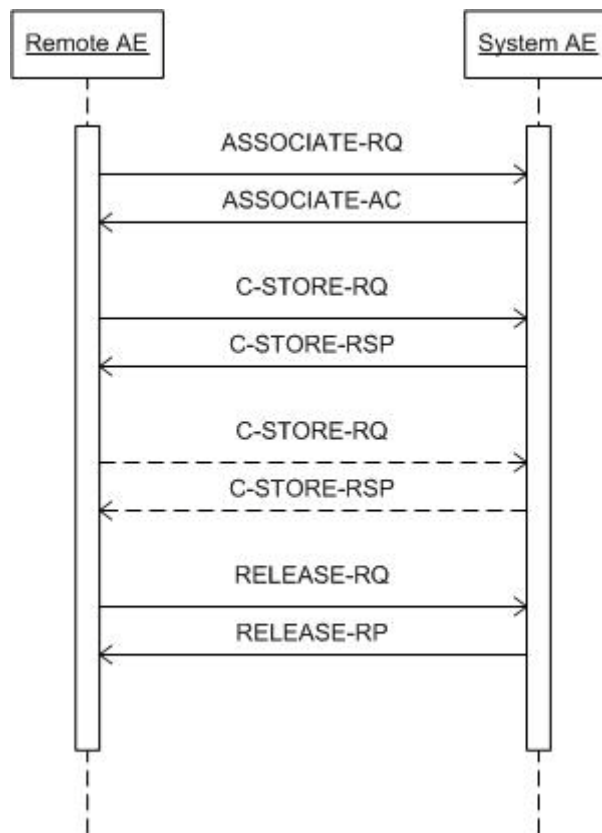 Remote AE
System AE
ASSOCIATE-RQ
ASSOCIATE-AC
C-STORE-RQ
C-STORE-RSP
C-STORE-RQ
C-STORE-RSP
RELEASE-RQ
RELEASE-RP